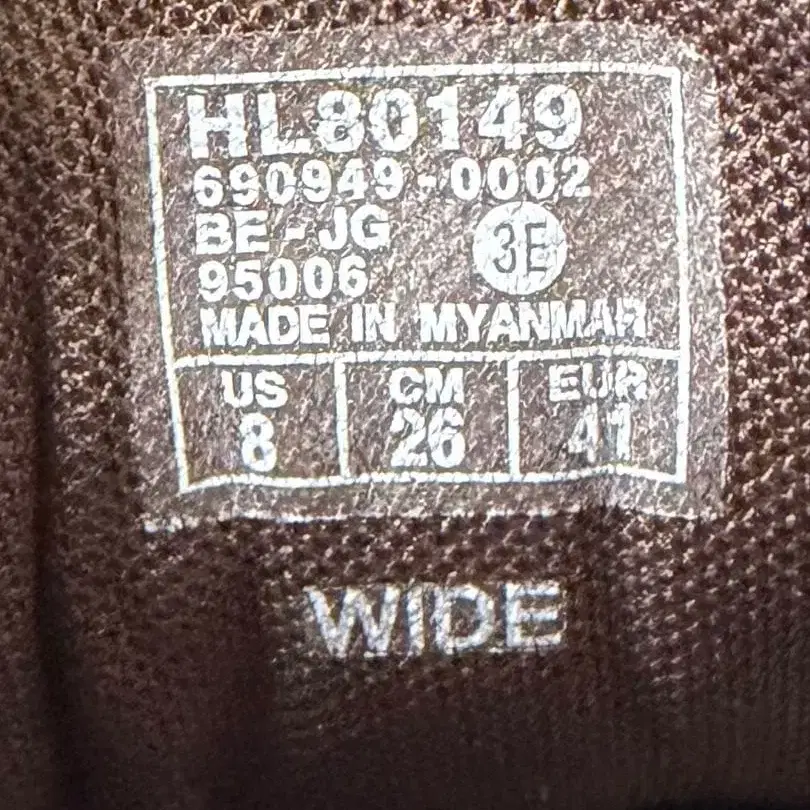 HL80149
690949-0002
BE-JG 3E
95006
MADE IN MYANMAR
US CM EUR
8 26 41
WIDE